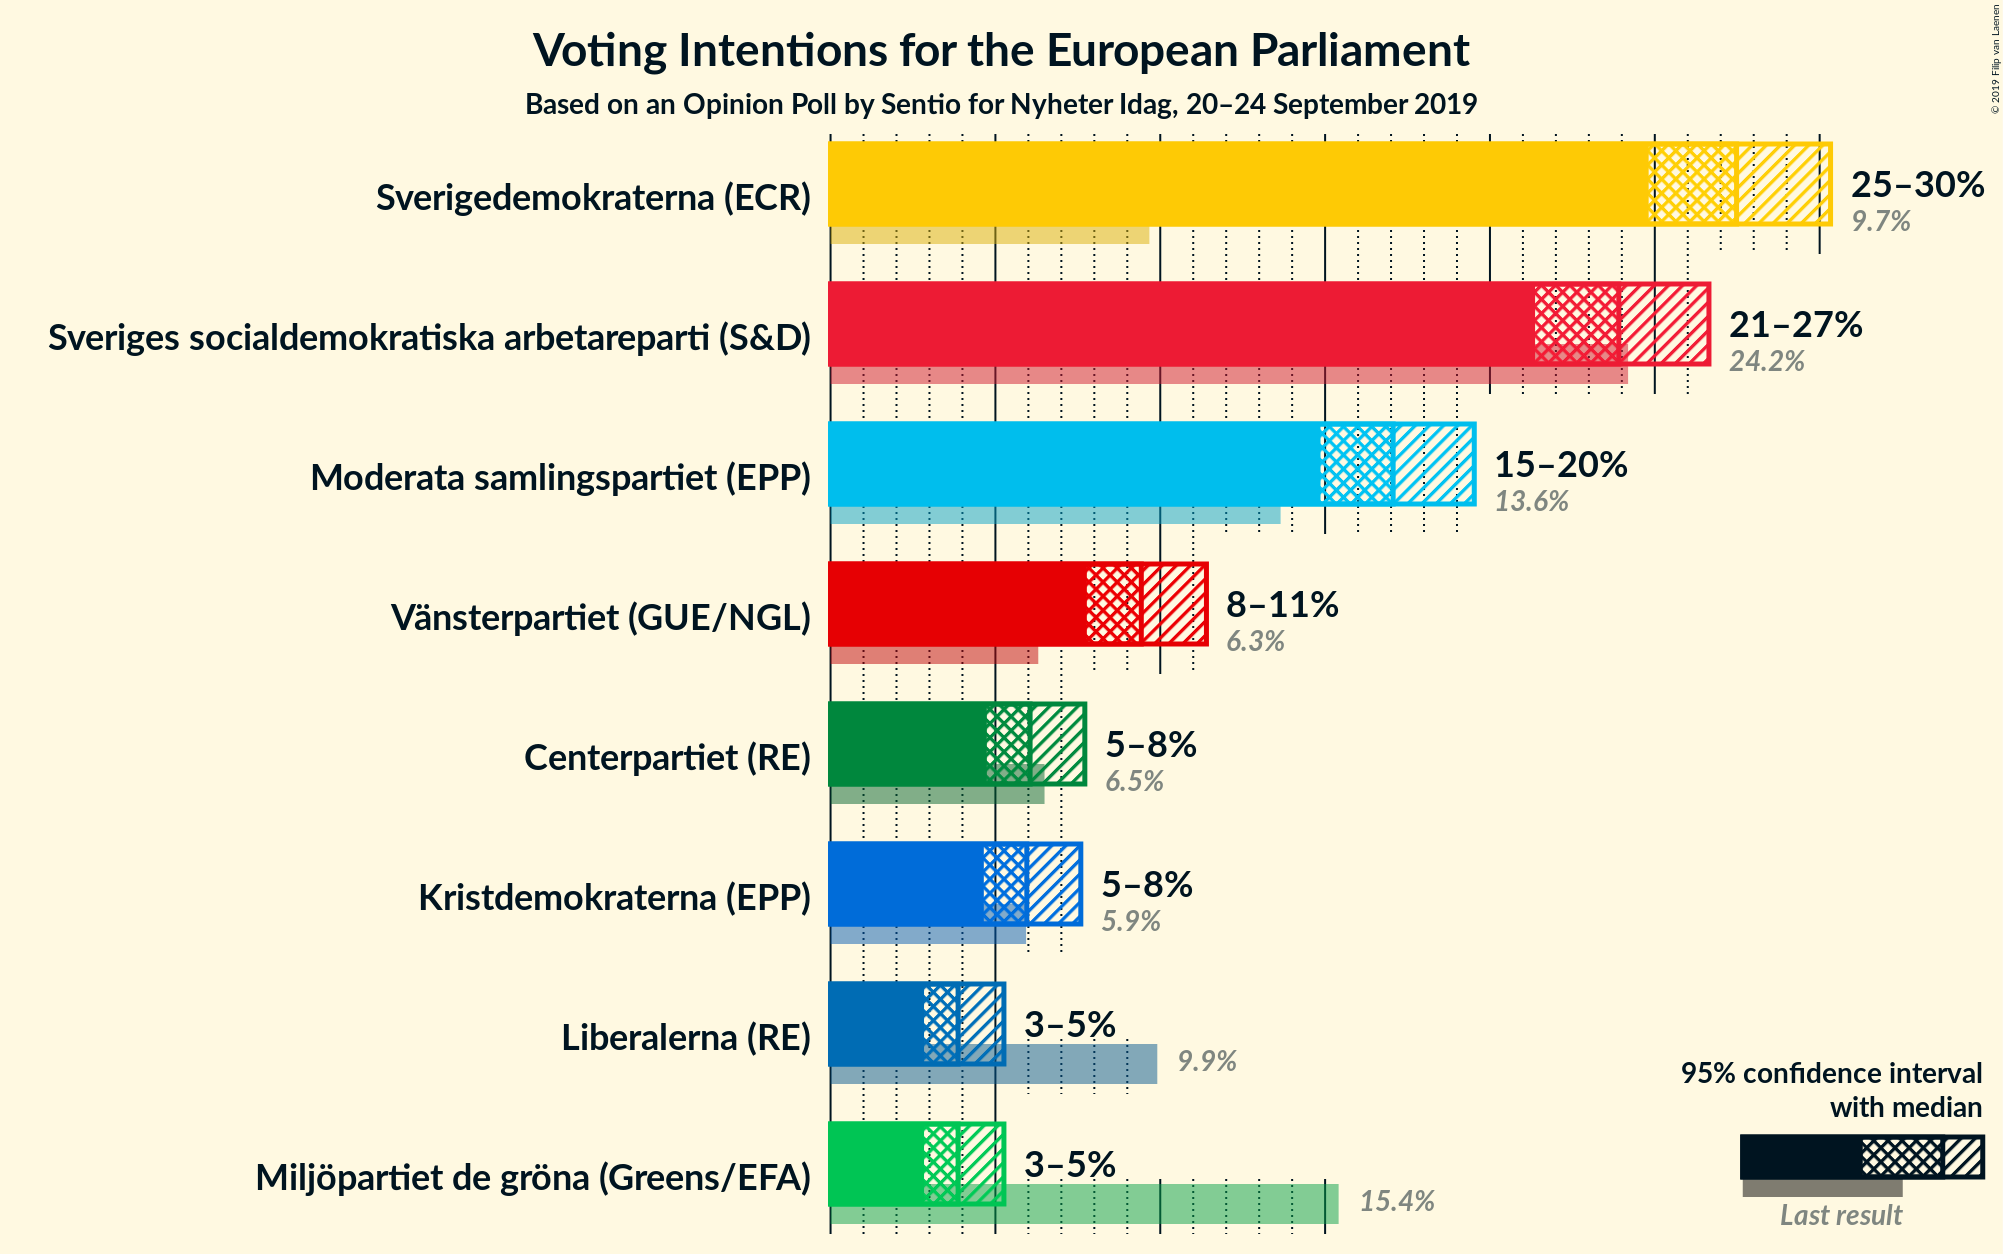 Voting Intentions for the European Parliament
Based on an Opinion Poll by Sentio for Nyheter Idag, 20–24 September 2019
© 2019 Filip van Laenen
Sverigedemokraterna (ECR)
25–30%
9.7%
Sveriges socialdemokratiska arbetareparti (S&D)
21–27%
24.2%
Moderata samlingspartiet (EPP)
15–20%
13.6%
Vänsterpartiet (GUE/NGL)
8–11%
6.3%
Centerpartiet (RE)
5–8%
6.5%
Kristdemokraterna (EPP)
5–8%
5.9%
Liberalerna (RE)
3–5%
9.9%
Miljöpartiet de gröna (Greens/EFA)
3–5%
15.4%
95% confidence interval
with median
Last result